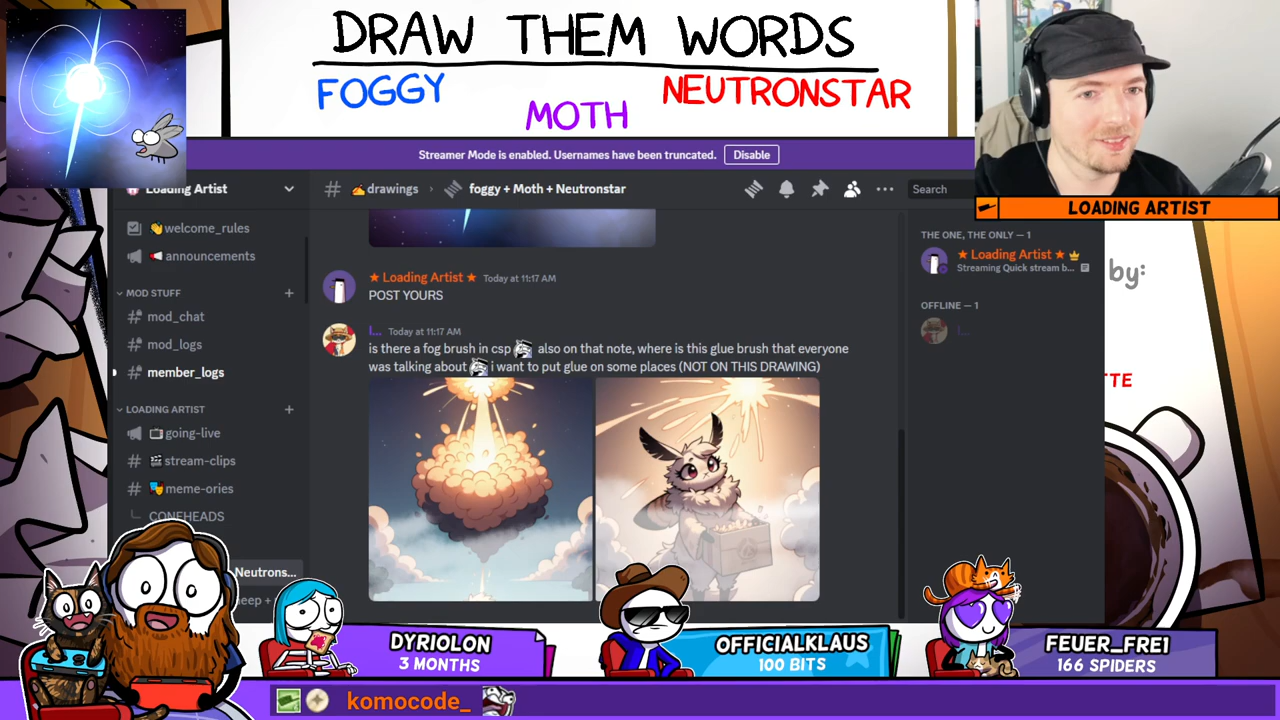 DRAW THEM WORDS
FOGGY
NEUTRONSTAR
MOTH
Streamer Mode is enabled. Usernames have been truncated.
Disable
Loading Artist
drawings
foggy + Moth + Neutronstar
Search
LOADING ARTIST
welcome_rules
announcements
MOD STUFF
mod_chat
mod_logs
member_logs
LOADING ARTIST
going-live
stream-clips
meme-ories
CONEHEADS
Neutrons...
★ Loading Artist ★ Today at 11:17 AM
POST YOURS
I... Today at 11:17 AM
is there a fog brush in csp also on that note, where is this glue brush that everyone
was talking about i want to put glue on some places (NOT ON THIS DRAWING)
THE ONE, THE ONLY — 1
★ Loading Artist ★
Streaming Quick stream b...
OFFLINE — 1
I...
by:
DYRIOLON
3 MONTHS
OFFICIALKLAUS
100 BITS
FEUER_FRE1
166 SPIDERS
komocode_